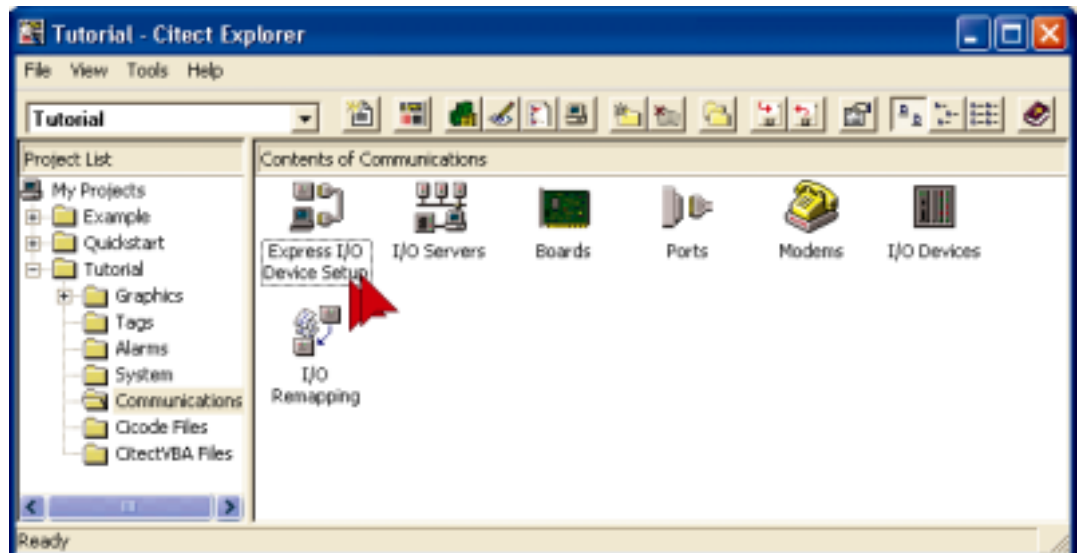 Tutorial - Citect Explorer
File View Tools Help
Tutorial
Project List:
Contents of Communications
My Projects
Example
Quickstart
Tutorial
Graphics
Tags
Alarms
System
Communications
Cicode Files
CitectVBA Files
Express I/O
Device Setup
I/O Servers
Boards
Ports
Modems
I/O Devices
I/O
Remapping
Ready